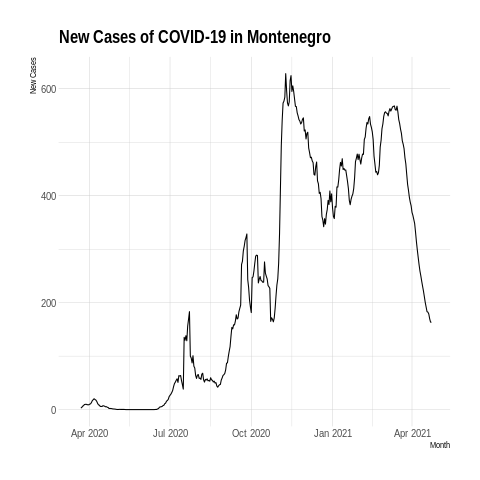 New Cases of COVID-19 in Montenegro
New Cases
600
400
200
0
Apr 2020 Jul 2020 Oct 2020 Jan 2021 Apr 2021
Month